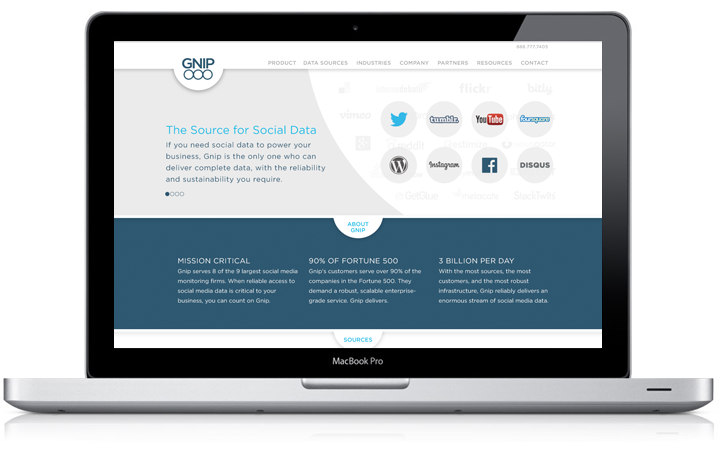 866.777.7405
GNIP
PRODUCT DATA SOURCES INDUSTRIES COMPANY PARTNERS RESOURCES CONTACT
flickr
bitly
vimeo
tumblr.
YouTube
foursquare
reddit
Instagram
DISQUS
GetGlue
StockTwits
The Source for Social Data
If you need social data to power your
business, Gnip is the only one who can
deliver complete data, with the reliability
and sustainability you require.
ABOUT
GNIP
MISSION CRITICAL
Gnip serves 8 of the 9 largest social media
monitoring firms. When reliable access to
social media data is critical to your
business, you can count on Gnip.
90% OF FORTUNE 500
Gnip's customers serve over 90% of the
companies in the Fortune 500. They
demand a robust, scalable enterprise-
grade service. Gnip delivers.
3 BILLION PER DAY
With the most sources, the most
customers, and the most robust
infrastructure, Gnip reliably delivers an
enormous stream of social media data.
SOURCES
MacBook Pro